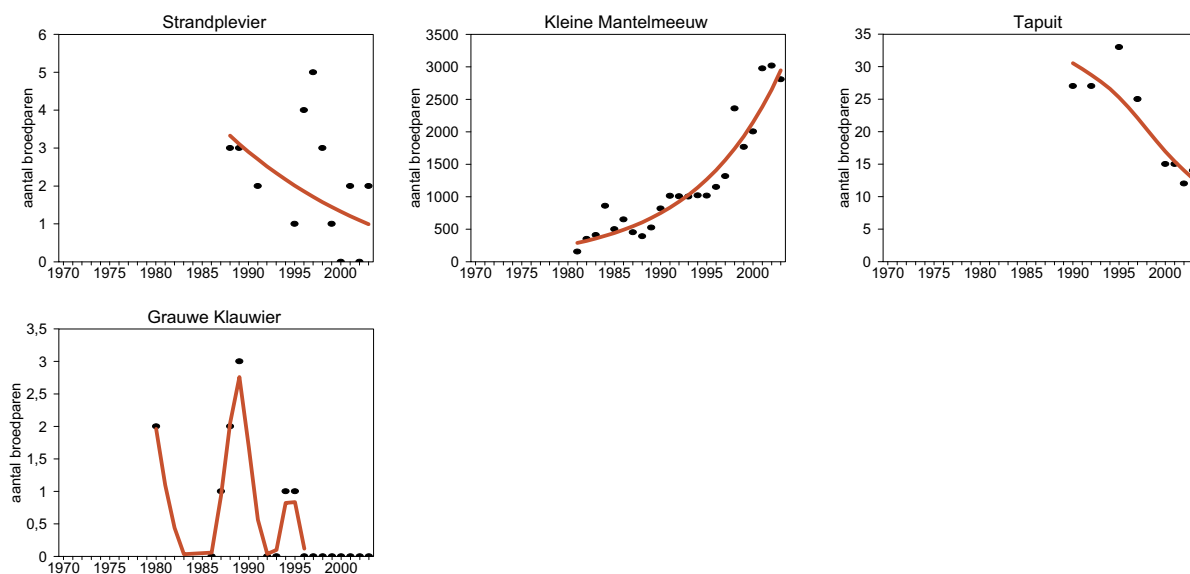 Strandplevier
aantal broedparen
6
5
4
3
2
1
0
1970 1975 1980 1985 1990 1995 2000
Kleine Mantelmeeuw
aantal broedparen
3500
3000
2500
2000
1500
1000
500
0
1970 1975 1980 1985 1990 1995 2000
Tapuit
aantal broedparen
35
30
25
20
15
10
5
0
1970 1975 1980 1985 1990 1995 2000
Grauwe Klauwier
aantal broedparen
3,5
3
2,5
2
1,5
1
0,5
0
1970 1975 1980 1985 1990 1995 2000